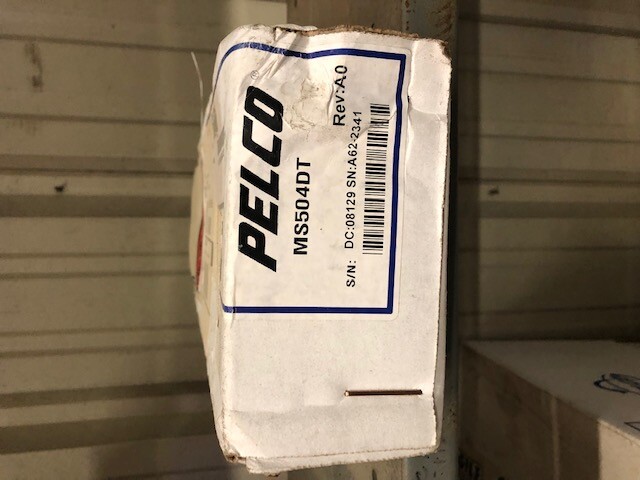 PELCO®
MS504DT
Rev:A0
S/N: DC:08129 SN:A62-2341